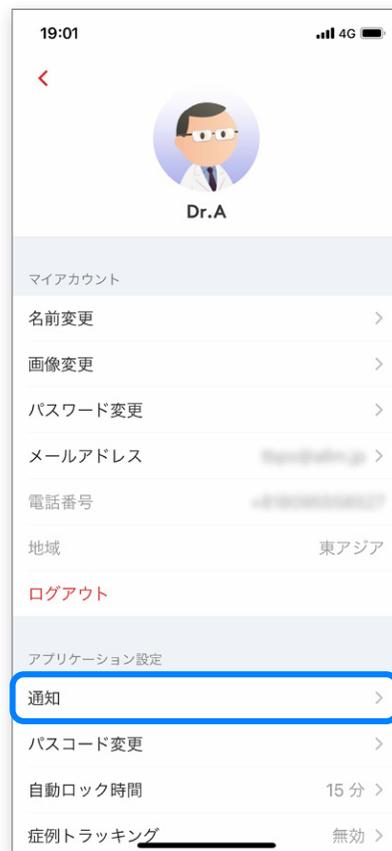 19:01
4G
Dr.A
マイアカウント
名前変更
画像変更
パスワード変更
メールアドレス
電話番号
地域 東アジア
ログアウト
アプリケーション設定
通知
パスコード変更
自動ロック時間 15 分
症例トラッキング 無効